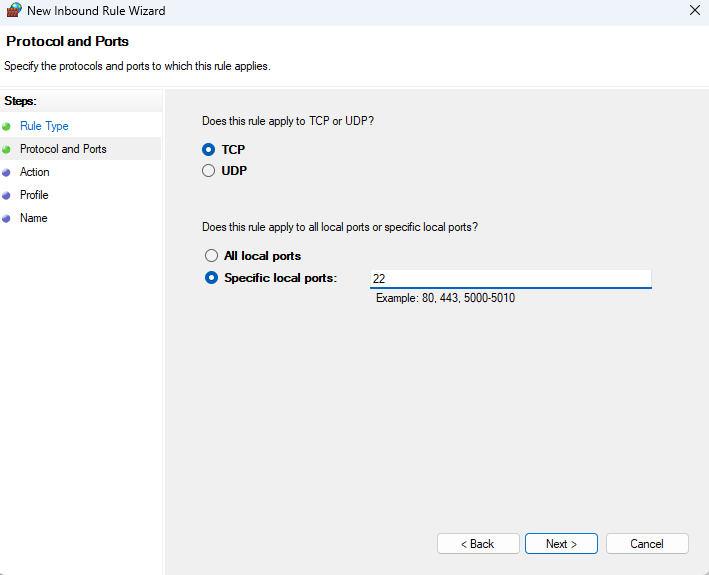 New Inbound Rule Wizard
Protocol and Ports
Specify the protocols and ports to which this rule applies.
Steps:
Rule Type
Protocol and Ports
Action
Profile
Name
Does this rule apply to TCP or UDP?
TCP
UDP
Does this rule apply to all local ports or specific local ports?
All local ports
Specific local ports: 22
Example: 80, 443, 5000-5010
< Back Next > Cancel